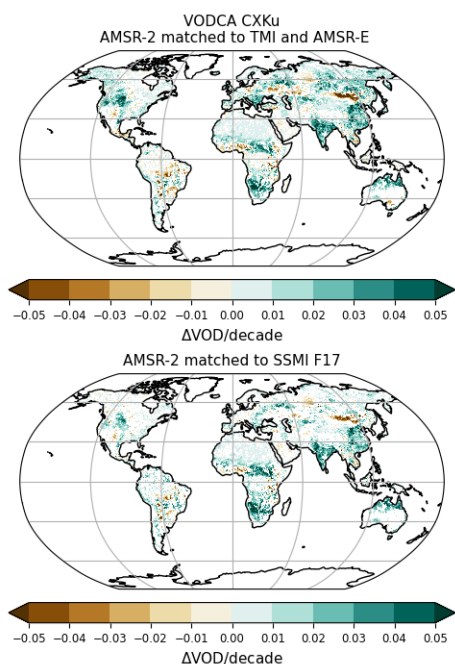 VODCA CXKu
AMSR-2 matched to TMI and AMSR-E
−0.05 −0.04 −0.03 −0.02 −0.01 0.00 0.01 0.02 0.03 0.04 0.05
ΔVOD/decade
AMSR-2 matched to SSMI F17
−0.05 −0.04 −0.03 −0.02 −0.01 0.00 0.01 0.02 0.03 0.04 0.05
ΔVOD/decade